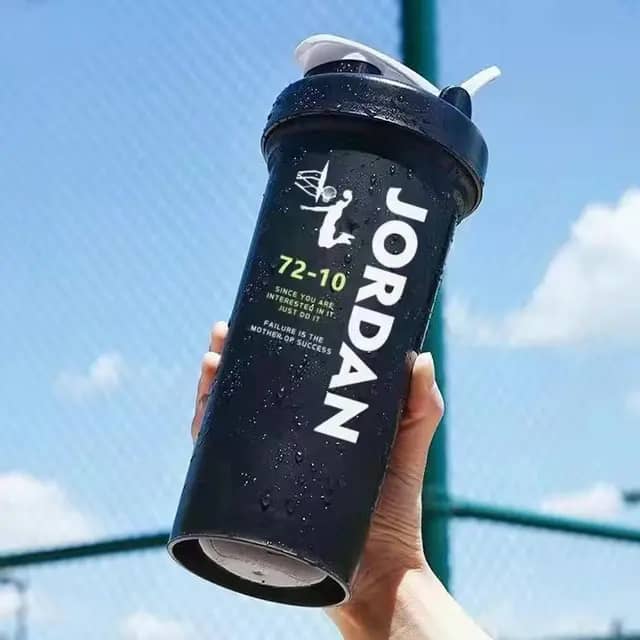 JORDAN
72-10
SINCE YOU ARE
INTERESTED IN IT,
JUST DO IT
FAILURE IS THE
MOTHER OF SUCCESS